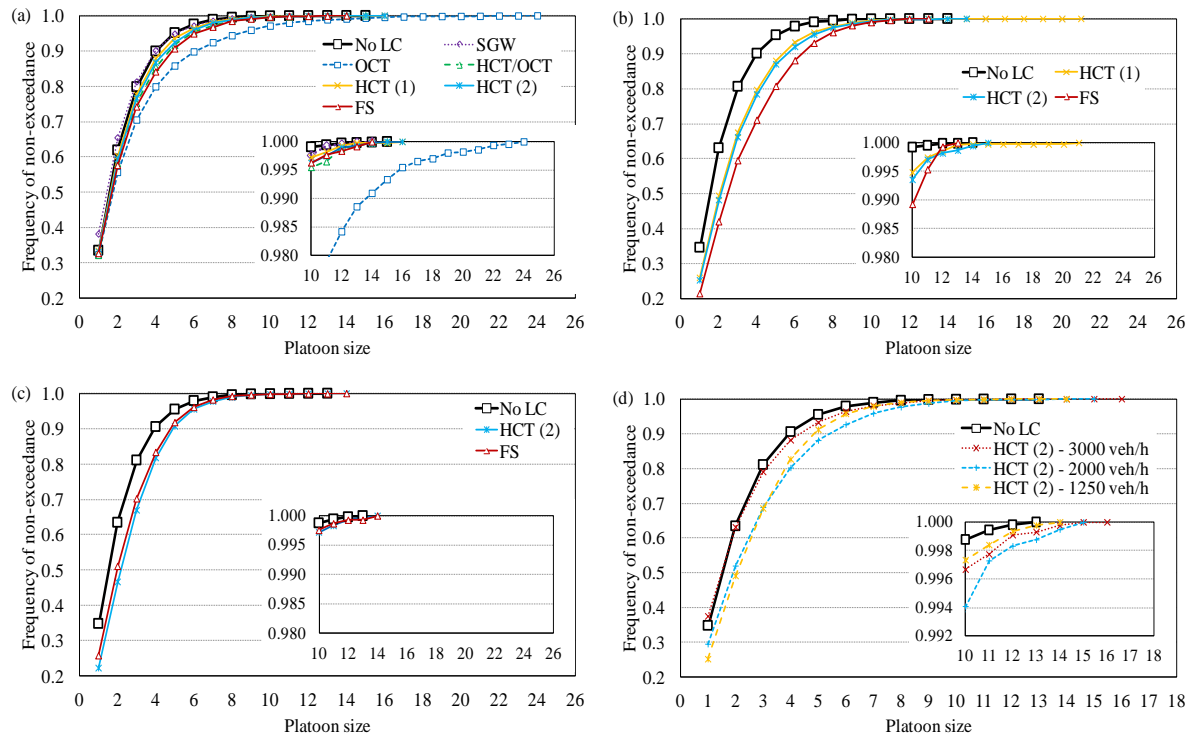 (a)
Frequency of non-exceedance
1.0
0.9
0.8
0.7
0.6
0.5
0.4
0.3
0.2
No LC SGW
OCT HCT/OCT
HCT (1) HCT (2)
FS
1.000
0.995
0.990
0.985
0.980
10 12 14 16 18 20 22 24 26
0 2 4 6 8 10 12 14 16 18 20 22 24 26
Platoon size
(b)
Frequency of non-exceedance
1.0
0.9
0.8
0.7
0.6
0.5
0.4
0.3
0.2
No LC HCT (1)
HCT (2) FS
1.000
0.995
0.990
0.985
0.980
10 12 14 16 18 20 22 24 26
0 2 4 6 8 10 12 14 16 18 20 22 24 26
Platoon size
(c)
Frequency of non-exceedance
1.0
0.9
0.8
0.7
0.6
0.5
0.4
0.3
0.2
No LC
HCT (2)
FS
1.000
0.995
0.990
0.985
0.980
10 12 14 16 18 20 22 24 26
0 2 4 6 8 10 12 14 16 18 20 22 24 26
Platoon size
(d)
Frequency of non-exceedance
1.0
0.9
0.8
0.7
0.6
0.5
0.4
0.3
0.2
No LC
HCT (2) - 3000 veh/h
HCT (2) - 2000 veh/h
HCT (2) - 1250 veh/h
1.000
0.998
0.996
0.994
0.992
10 11 12 13 14 15 16 17 18
0 1 2 3 4 5 6 7 8 9 10 11 12 13 14 15 16 17 18
Platoon size